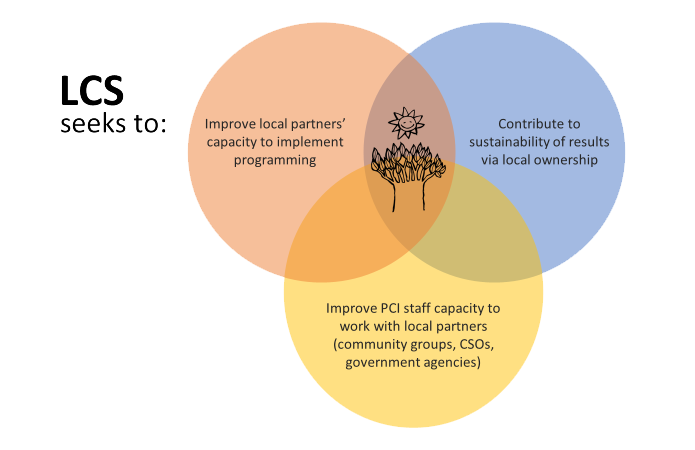 LCS
seeks to:
Improve local partners’
capacity to implement
programming
Contribute to
sustainability of results
via local ownership
Improve PCI staff capacity to
work with local partners
(community groups, CSOs,
government agencies)